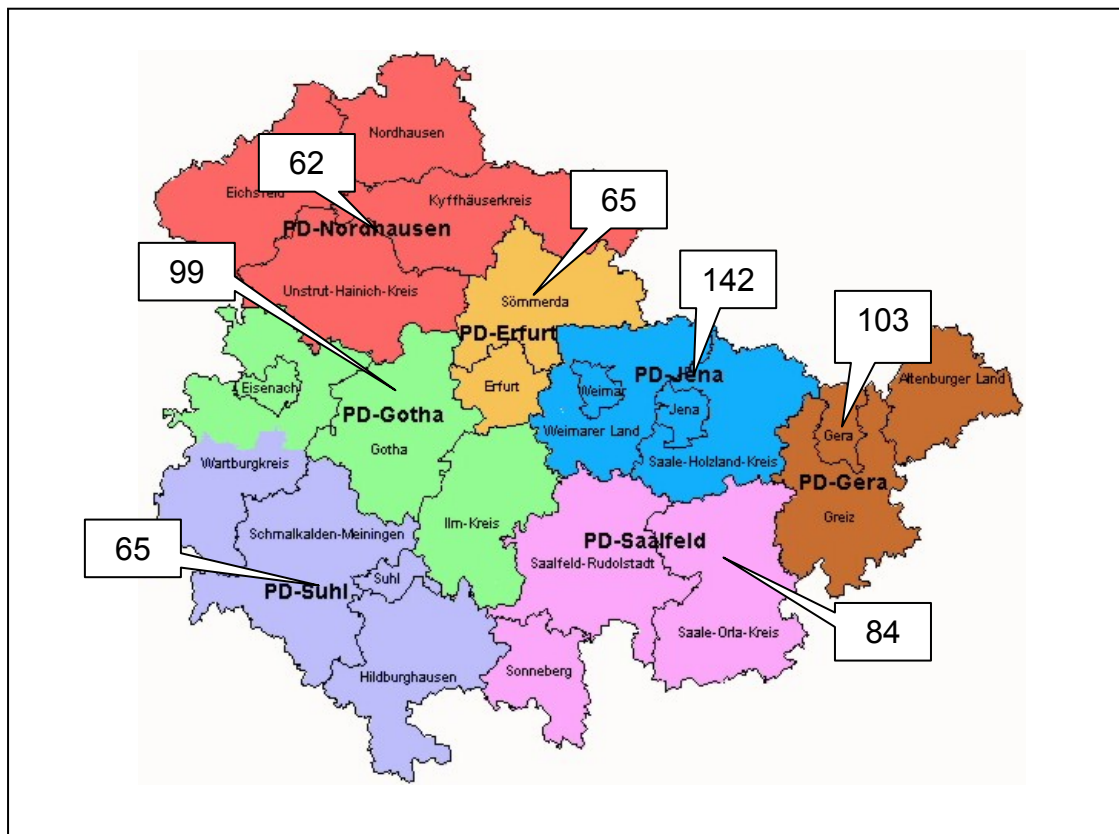 Nordhausen
62
Eichsfeld
Kyffhäuserkreis
65
PD-Nordhausen
99
142
Unstrut-Hainich-Kreis
Sömmerda
103
PD-Erfurt
Eisenach
Erfurt
PD-Jena
Weimar
Altenburger Land
PD-Gotha
Jena
Gotha
Weimarer Land
Gera
Wartburgkreis
Saale-Holzland-Kreis
PD-Gera
Ilm-Kreis
Greiz
Schmalkalden-Meiningen
PD-Saalfeld
65
Saalfeld-Rudolstadt
Suhl
PD-Suhl
84
Saale-Orla-Kreis
Sonneberg
Hildburghausen